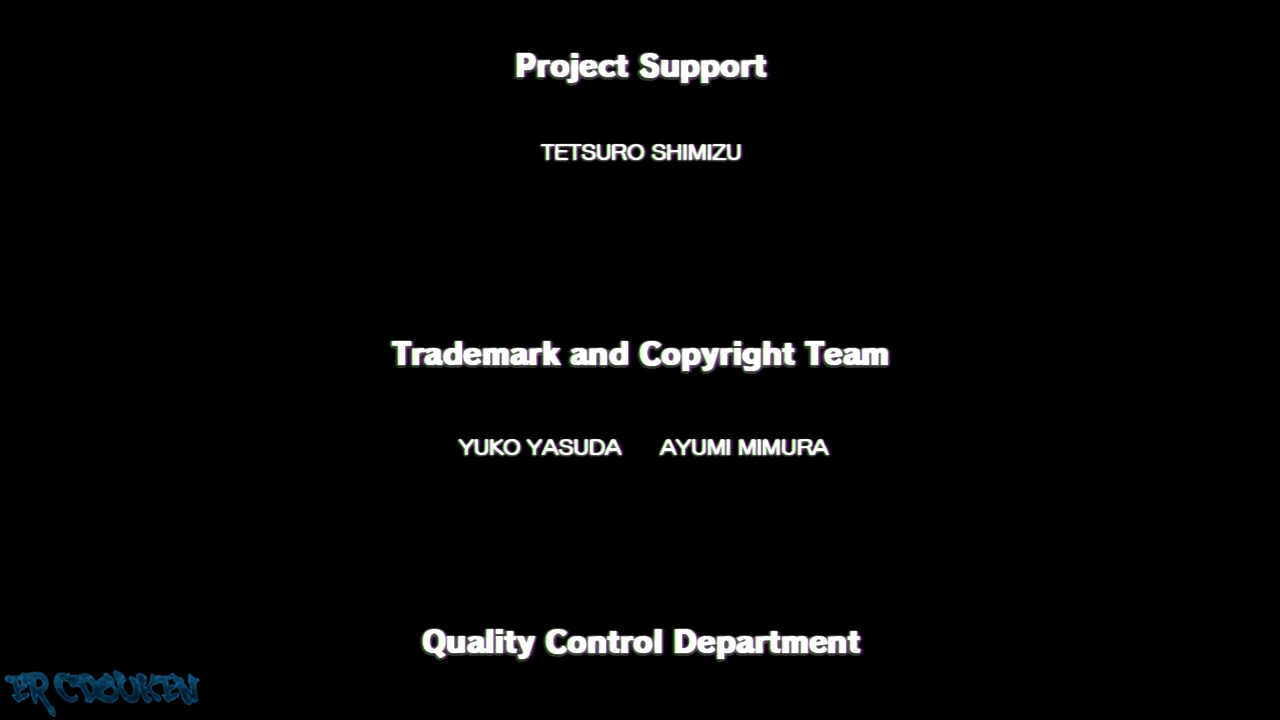 Project Support
TETSURO SHIMIZU
Trademark and Copyright Team
YUKO YASUDA AYUMI MIMURA
Quality Control Department